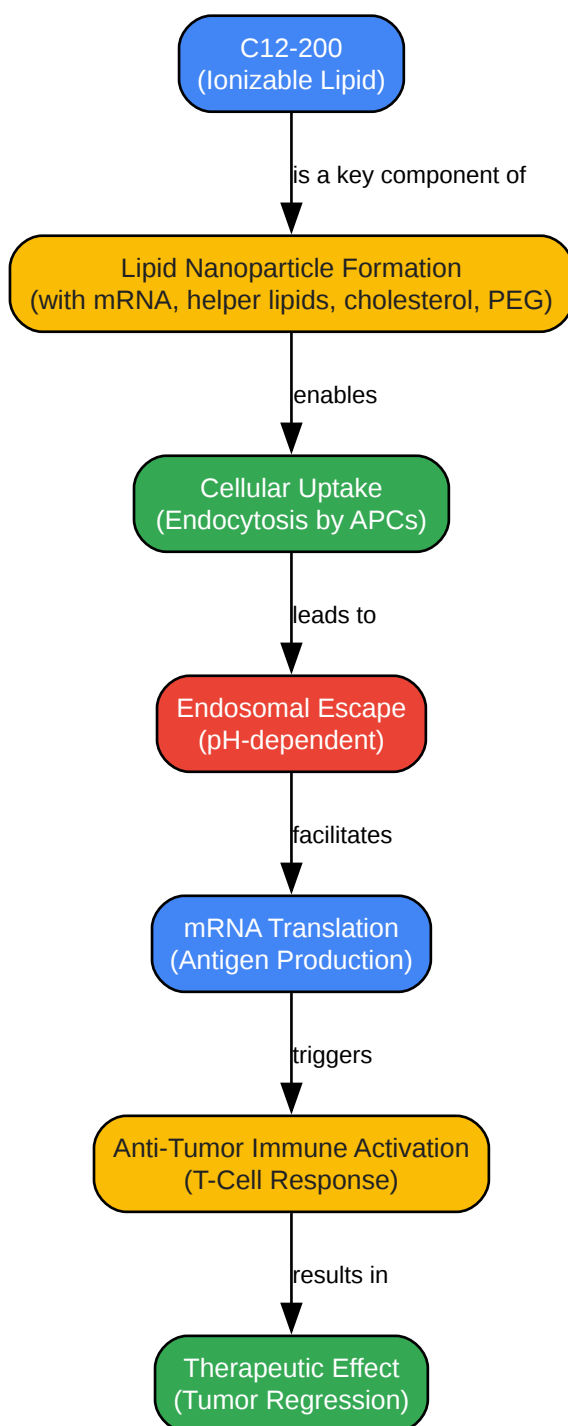 C12-200
(Ionizable Lipid)
is a key component of
Lipid Nanoparticle Formation
(with mRNA, helper lipids, cholesterol, PEG)
enables
Cellular Uptake
(Endocytosis by APCs)
leads to
Endosomal Escape
(pH-dependent)
facilitates
mRNA Translation
(Antigen Production)
triggers
Anti-Tumor Immune Activation
(T-Cell Response)
results in
Therapeutic Effect
(Tumor Regression)